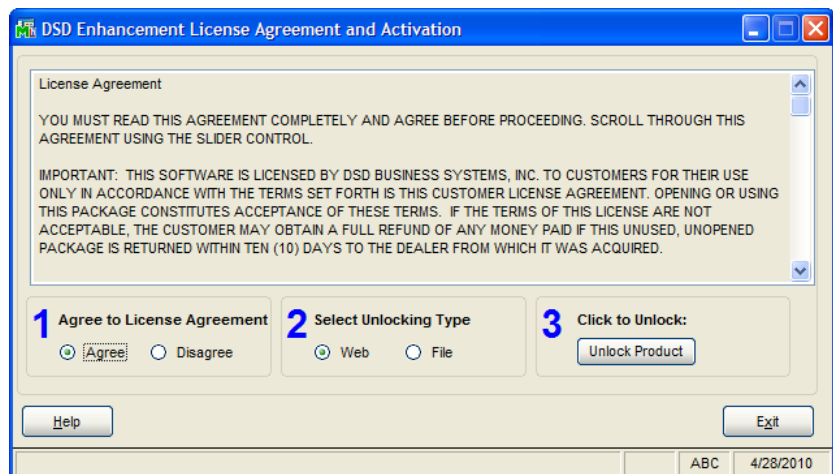 DSD Enhancement License Agreement and Activation
License Agreement
YOU MUST READ THIS AGREEMENT COMPLETELY AND AGREE BEFORE PROCEEDING. SCROLL THROUGH THIS
AGREEMENT USING THE SLIDER CONTROL.
IMPORTANT: THIS SOFTWARE IS LICENSED BY DSD BUSINESS SYSTEMS, INC. TO CUSTOMERS FOR THEIR USE
ONLY IN ACCORDANCE WITH THE TERMS SET FORTH IS THIS CUSTOMER LICENSE AGREEMENT. OPENING OR USING
THIS PACKAGE CONSTITUTES ACCEPTANCE OF THESE TERMS. IF THE TERMS OF THIS LICENSE ARE NOT
ACCEPTABLE, THE CUSTOMER MAY OBTAIN A FULL REFUND OF ANY MONEY PAID IF THIS UNUSED, UNOPENED
PACKAGE IS RETURNED WITHIN TEN (10) DAYS TO THE DEALER FROM WHICH IT WAS ACQUIRED.
1 Agree to License Agreement
Agree Disagree
2 Select Unlocking Type
Web File
3 Click to Unlock:
Unlock Product
Help Exit
ABC 4/28/2010